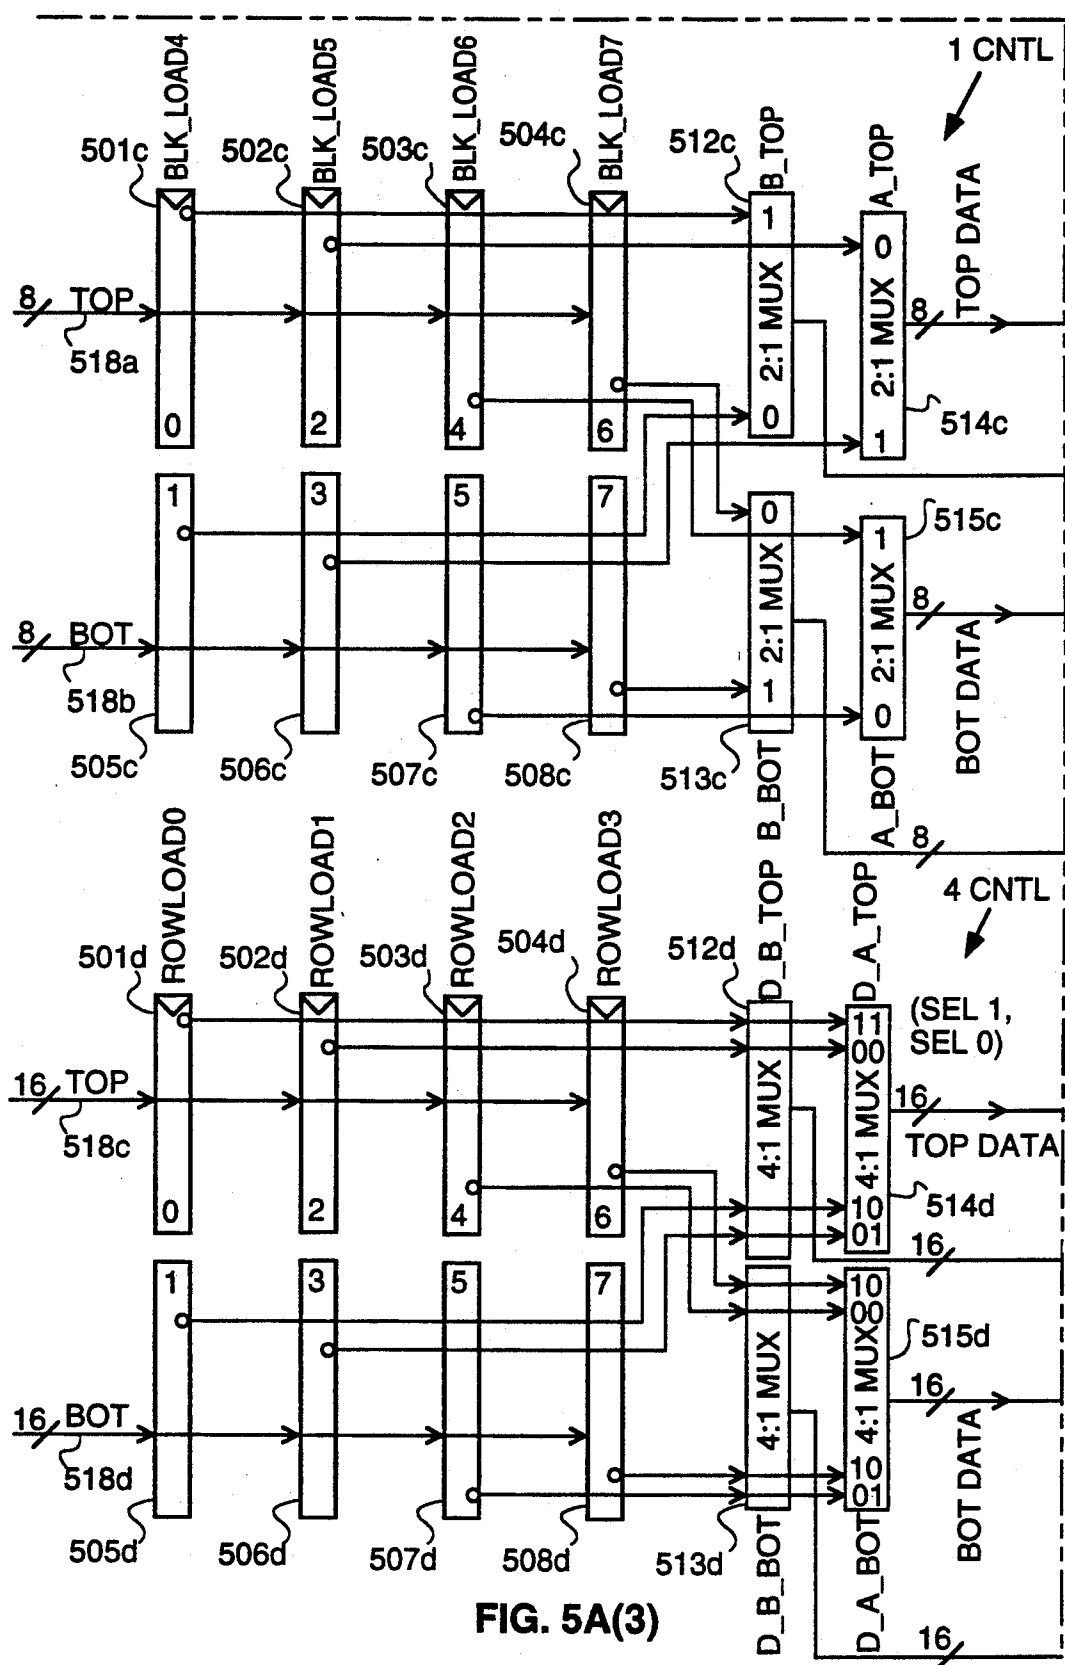 BLK_LOAD4
BLK_LOAD5
BLK_LOAD6
BLK_LOAD7
1 CNTL
501c
502c
503c
504c
512c
B_TOP
A_TOP
TOP DATA
1
0
2:1 MUX
2:1 MUX
8
TOP
518a
8
514c
0
2
4
6
0
1
1
3
5
7
0
1
515c
2:1 MUX
2:1 MUX
8
8
BOT
518b
1
0
BOT DATA
505c
506c
507c
508c
513c
B_BOT
A_BOT
8
ROWLOAD0
ROWLOAD1
ROWLOAD2
ROWLOAD3
D_B_TOP
D_A_TOP
4 CNTL
501d
502d
503d
504d
512d
(SEL 1,
SEL 0)
11
00
4:1 MUX
4:1 MUX
16
TOP
518c
16
TOP DATA
514d
0
2
4
6
10
01
16
1
3
5
7
10
00
515d
4:1 MUX
4:1 MUX
16
16
BOT
518d
10
01
BOT DATA
505d
506d
507d
508d
513d
D_B_BOT
D_A_BOT
16
FIG. 5A(3)